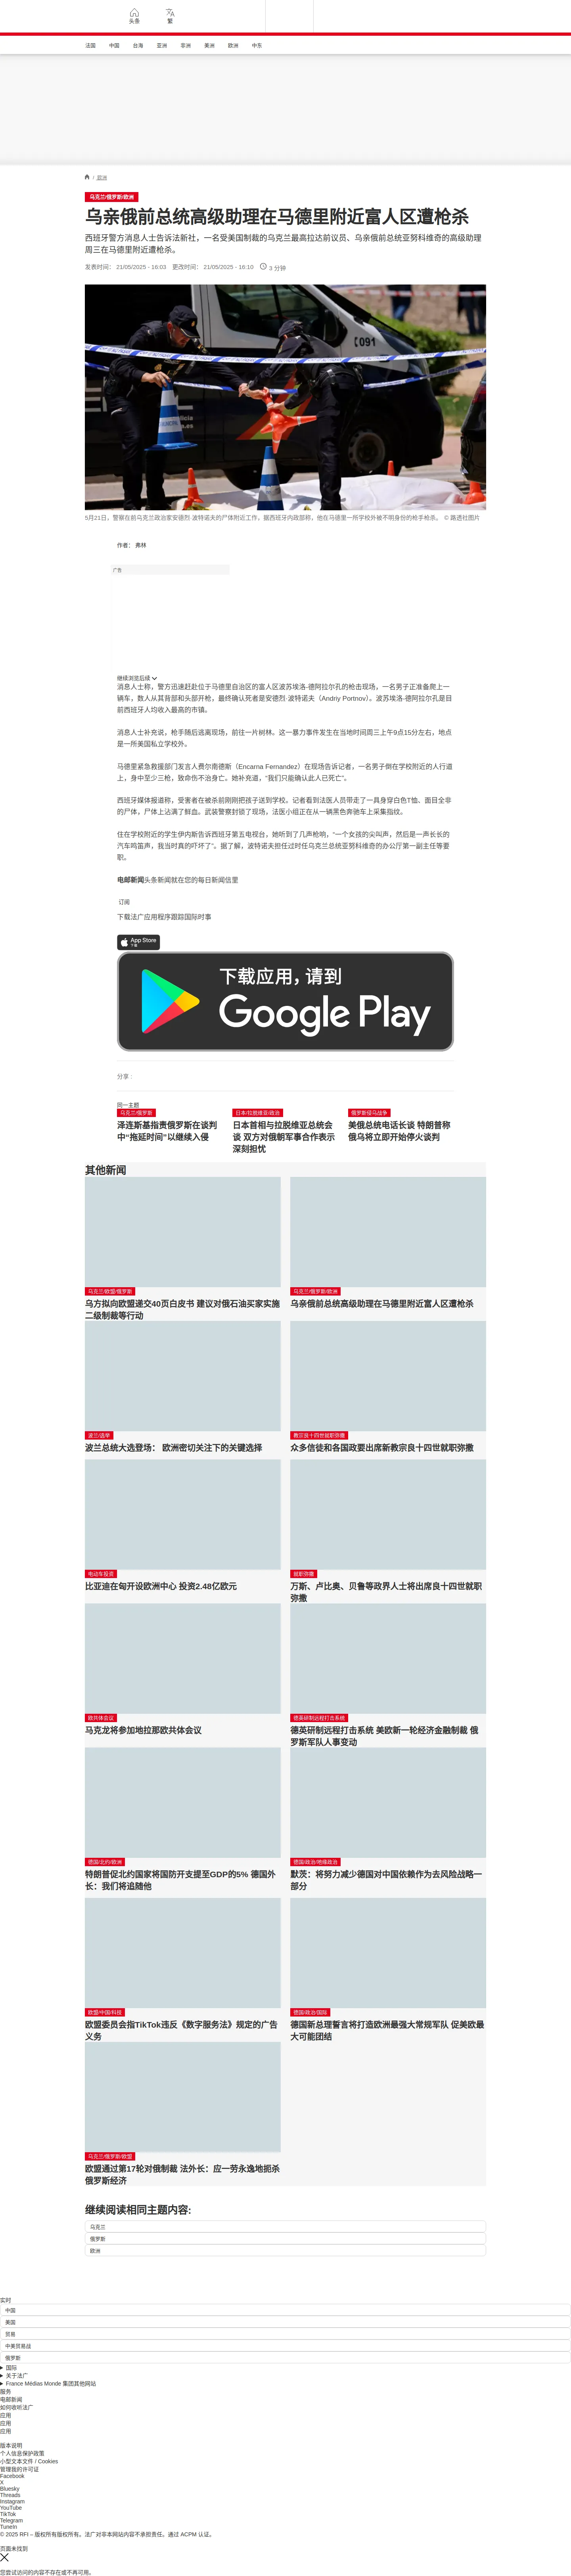 头条
繁
法国 中国 台海 亚洲 非洲 美洲 欧洲 中东
/ 欧洲
乌克兰/俄罗斯/欧洲
乌亲俄前总统高级助理在马德里附近富人区遭枪杀
西班牙警方消息人士告诉法新社，一名受美国制裁的乌克兰最高拉达前议员、乌亲俄前总统亚努科维奇的高级助理
周三在马德里附近遭枪杀。
发表时间： 21/05/2025 - 16:03 更改时间： 21/05/2025 - 16:10 3 分钟
091
5月21日，警察在前乌克兰政治家安德烈·波特诺夫的尸体附近工作，据西班牙内政部称，他在马德里一所学校外被不明身份的枪手枪杀。 © 路透社图片
作者： 弗林
广告
继续浏览后续
消息人士称，警方迅速赶赴位于马德里自治区的富人区波苏埃洛-德阿拉尔孔的枪击现场，一名男子正准备爬上一
辆车，数人从其背部和头部开枪，最终确认死者是安德烈·波特诺夫（Andriy Portnov）。波苏埃洛-德阿拉尔孔是目
前西班牙人均收入最高的市镇。
消息人士补充说，枪手随后逃离现场，前往一片树林。这一暴力事件发生在当地时间周三上午9点15分左右，地点
是一所美国私立学校外。
马德里紧急救援部门发言人费尔南德斯（Encarna Fernandez）在现场告诉记者，一名男子倒在学校附近的人行道
上，身中至少三枪，致命伤不治身亡。她补充道，“我们只能确认此人已死亡”。
西班牙媒体报道称，受害者在被杀前刚刚把孩子送到学校。记者看到法医人员带走了一具身穿白色T恤、面目全非
的尸体，尸体上沾满了鲜血。武装警察封锁了现场，法医小组正在从一辆黑色奔驰车上采集指纹。
住在学校附近的学生伊内斯告诉西班牙第五电视台，她听到了几声枪响，“一个女孩的尖叫声，然后是一声长长的
汽车鸣笛声，我当时真的吓坏了”。据了解，波特诺夫担任过时任乌克兰总统亚努科维奇的办公厅第一副主任等要
职。
电邮新闻头条新闻就在您的每日新闻信里
订阅
下载法广应用程序跟踪国际时事
App Store
下载
下载应用，请到
Google Play
分享 :
同一主题
乌克兰/俄罗斯
泽连斯基指责俄罗斯在谈判
中“拖延时间”以继续入侵
日本/拉脱维亚/政治
日本首相与拉脱维亚总统会
谈 双方对俄朝军事合作表示
深刻担忧
俄罗斯侵乌战争
美俄总统电话长谈 特朗普称
俄乌将立即开始停火谈判
其他新闻
乌克兰/欧盟/俄罗斯
乌方拟向欧盟递交40页白皮书 建议对俄石油买家实施
二级制裁等行动
乌克兰/俄罗斯/欧洲
乌亲俄前总统高级助理在马德里附近富人区遭枪杀
波兰/选举
波兰总统大选登场： 欧洲密切关注下的关键选择
教宗良十四世就职弥撒
众多信徒和各国政要出席新教宗良十四世就职弥撒
电动车投资
比亚迪在匈开设欧洲中心 投资2.48亿欧元
就职弥撒
万斯、卢比奥、贝鲁等政界人士将出席良十四世就职
弥撒
欧共体会议
马克龙将参加地拉那欧共体会议
德英研制远程打击系统
德英研制远程打击系统 美欧新一轮经济金融制裁 俄
罗斯军队人事变动
德国/北约/欧洲
特朗普促北约国家将国防开支提至GDP的5% 德国外
长：我们将追随他
德国/政治/地缘政治
默茨：将努力减少德国对中国依赖作为去风险战略一
部分
欧盟/中国/科技
欧盟委员会指TikTok违反《数字服务法》规定的广告
义务
德国/政治/国际
德国新总理誓言将打造欧洲最强大常规军队 促美欧最
大可能团结
乌克兰/俄罗斯/欧盟
欧盟通过第17轮对俄制裁 法外长：应一劳永逸地扼杀
俄罗斯经济
继续阅读相同主题内容:
乌克兰
俄罗斯
欧洲
实时
中国
美国
贸易
中美贸易战
俄罗斯
国际
关于法广
France Médias Monde 集团其他网站
服务
电邮新闻
如何收听法广
应用
应用
应用
版本说明
个人信息保护政策
小型文本文件 / Cookies
管理我的许可证
Facebook
X
Bluesky
Threads
Instagram
YouTube
TikTok
Telegram
TuneIn
© 2025 RFI – 版权所有版权所有。法广对非本网站内容不承担责任。通过 ACPM 认证。
页面未找到
您尝试访问的内容不存在或不再可用。